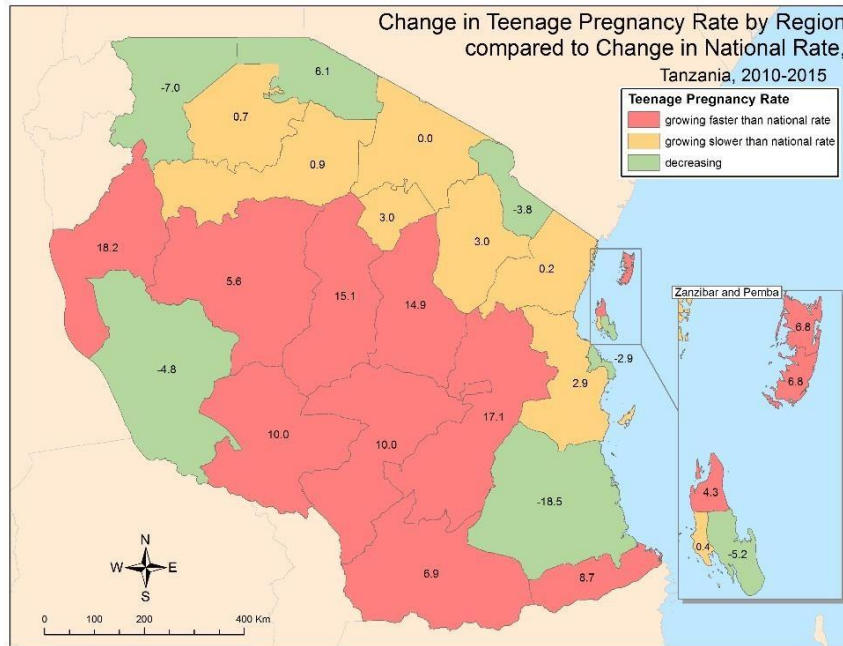 Change in Teenage Pregnancy Rate by Region
compared to Change in National Rate,
Tanzania, 2010-2015
Teenage Pregnancy Rate
growing faster than national rate
growing slower than national rate
decreasing
-7.0
6.1
0.7
0.0
0.9
-3.8
3.0
3.0
0.2
18.2
5.6
15.1
14.9
Zanzibar and Pemba
6.8
6.8
-2.9
-4.8
2.9
17.1
10.0
10.0
-18.5
4.3
0.4
-5.2
6.9
8.7
N
W
E
S
0 100 200 400 Km